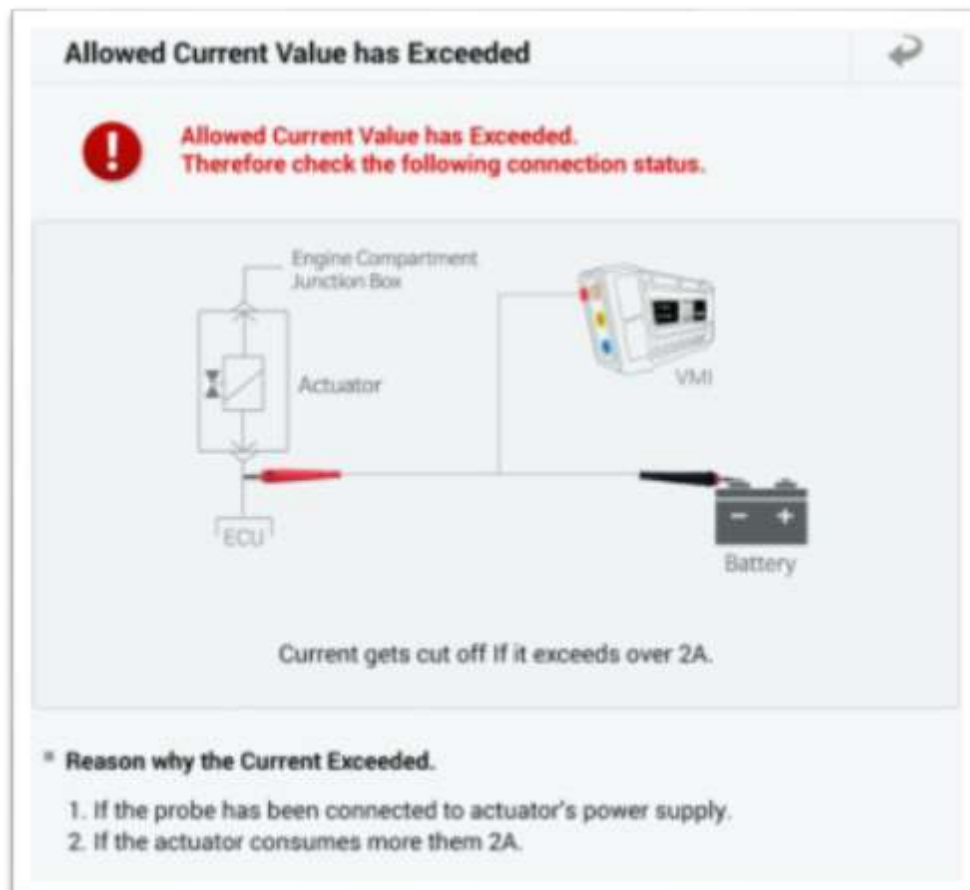 Allowed Current Value has Exceeded
Allowed Current Value has Exceeded.
Therefore check the following connection status.
Engine Compartment
Junction Box
VMI
Actuator
ECU
Battery
Current gets cut off If it exceeds over 2A.
Reason why the Current Exceeded.
1. If the probe has been connected to actuator's power supply.
2. If the actuator consumes more them 2A.